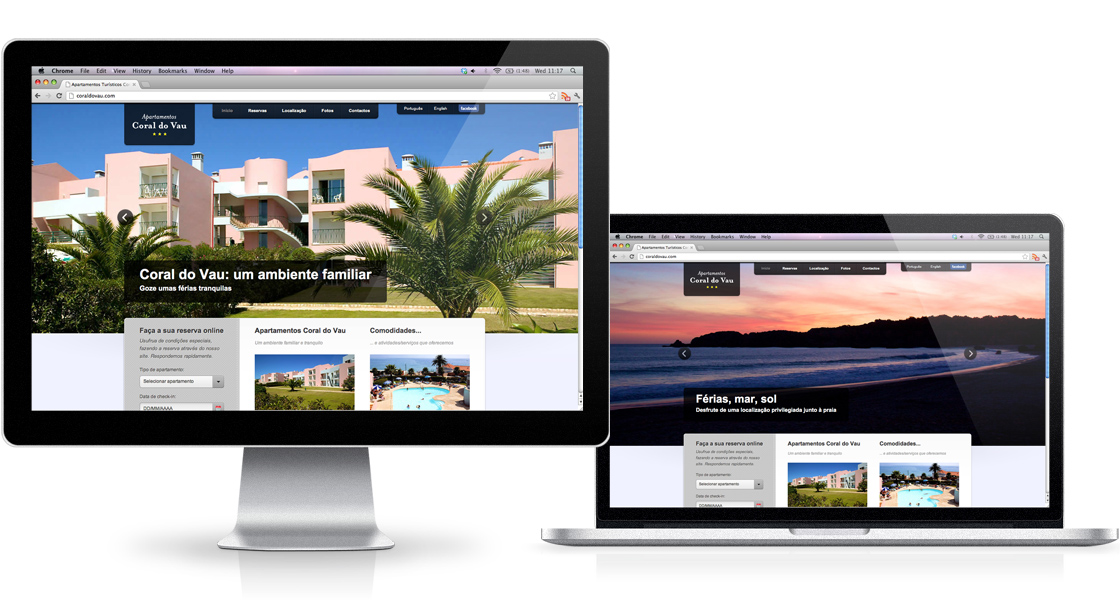 Chrome File Edit View History Bookmarks Window Help (1:48) Wed 11:17
Apartamentos Turísticos Co
coraldovau.com
Apartamentos
Coral do Vau
Início Reservas Localização Fotos Contactos
Português English facebook
Coral do Vau: um ambiente familiar
Goze umas férias tranquilas
Faça a sua reserva online
Usufrua de condições especiais,
fazendo a reserva através do nosso
site. Respondemos rapidamente.
Tipo de apartamento:
Selecionar apartamento
Data de check-in:
DD/MM/AAAA
Apartamentos Coral do Vau
Um ambiente familiar e tranquilo
Comodidades...
... e atividades/serviços que oferecemos
Chrome File Edit View History Bookmarks Window Help (1:48) Wed 11:17
Apartamentos Turísticos Co
coraldovau.com
Apartamentos
Coral do Vau
Início Reservas Localização Fotos Contactos
Português English facebook
Férias, mar, sol
Desfrute de uma localização privilegiada junto à praia
Faça a sua reserva online
Usufrua de condições especiais,
fazendo a reserva através do nosso
site. Respondemos rapidamente.
Tipo de apartamento:
Selecionar apartamento
Data de check-in:
DD/MM/AAAA
Apartamentos Coral do Vau
Um ambiente familiar e tranquilo
Comodidades...
... e atividades/serviços que oferecemos